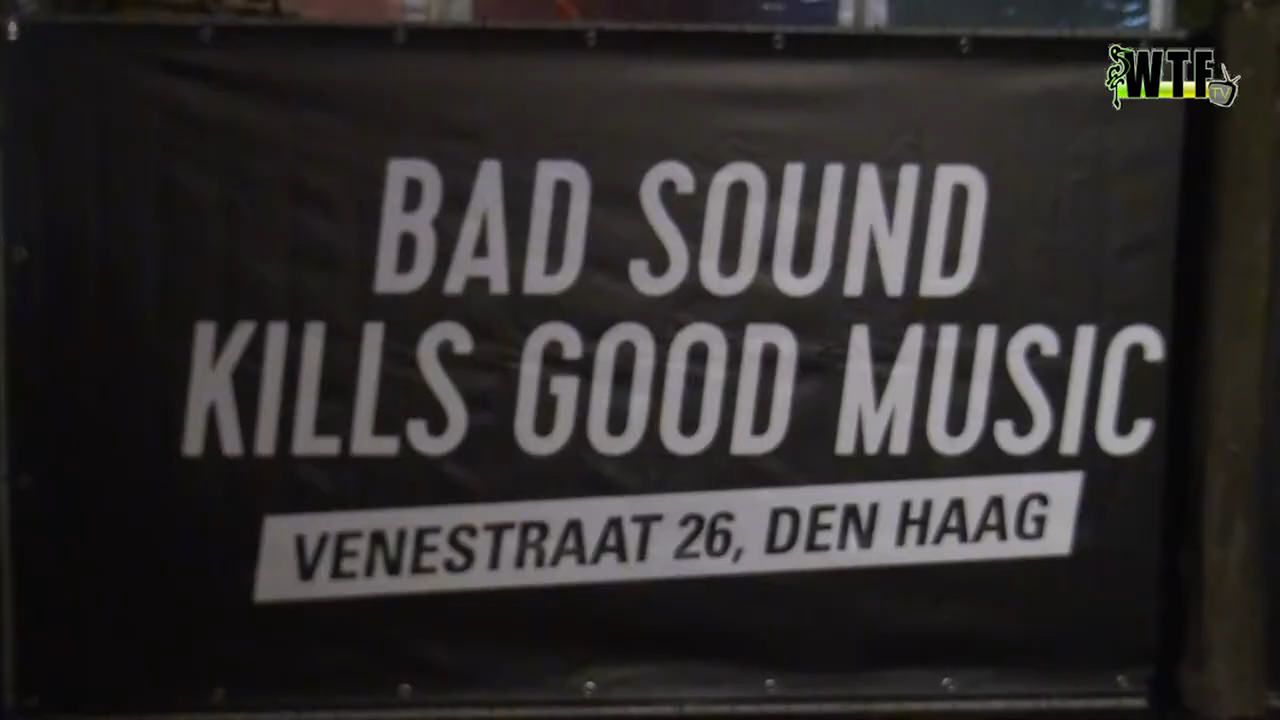 WTF
TV
BAD SOUND
KILLS GOOD MUSIC
VENESTRAAT 26, DEN HAAG